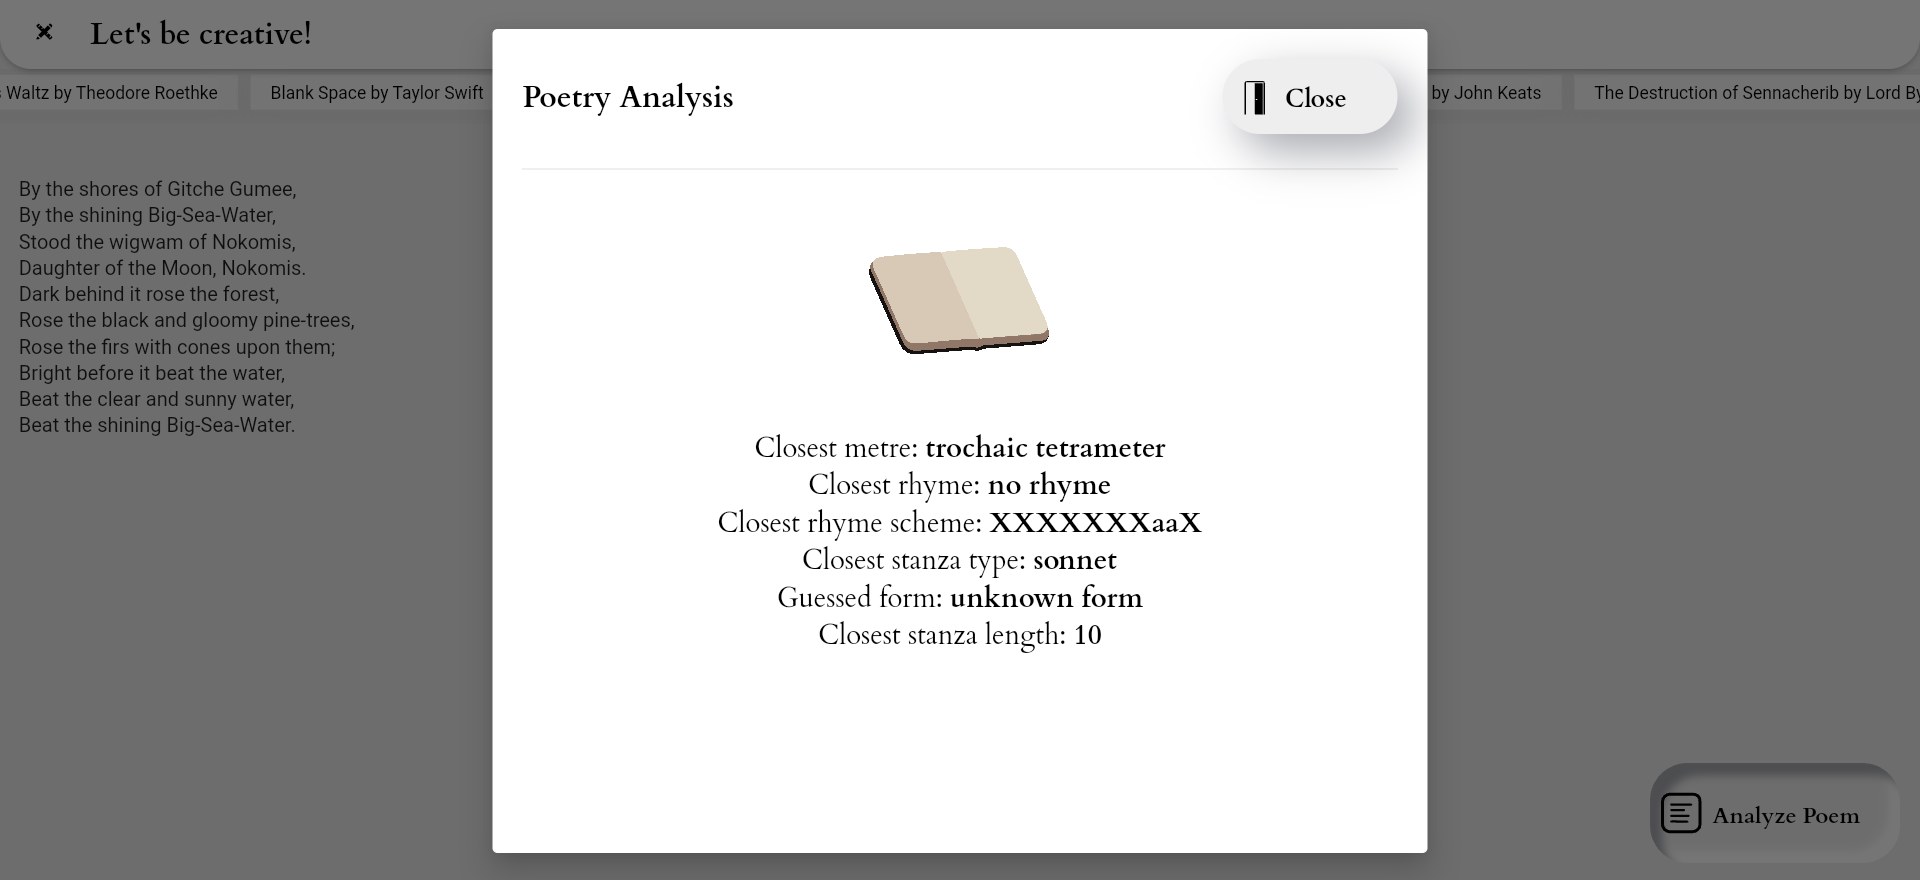 Let's be creative!
Waltz by Theodore Roethke
Blank Space by Taylor Swift
by John Keats
The Destruction of Sennacherib by Lord
By the shores of Gitche Gumee,
By the shining Big-Sea-Water,
Stood the wigwam of Nokomis,
Daughter of the Moon, Nokomis.
Dark behind it rose the forest,
Rose the black and gloomy pine-trees,
Rose the firs with cones upon them;
Bright before it beat the water,
Beat the clear and sunny water,
Beat the shining Big-Sea-Water.
Poetry Analysis
Close
Closest metre: trochaic tetrameter
Closest rhyme: no rhyme
Closest rhyme scheme: XXXXXXXaaX
Closest stanza type: sonnet
Guessed form: unknown form
Closest stanza length: 10
Analyze Poem